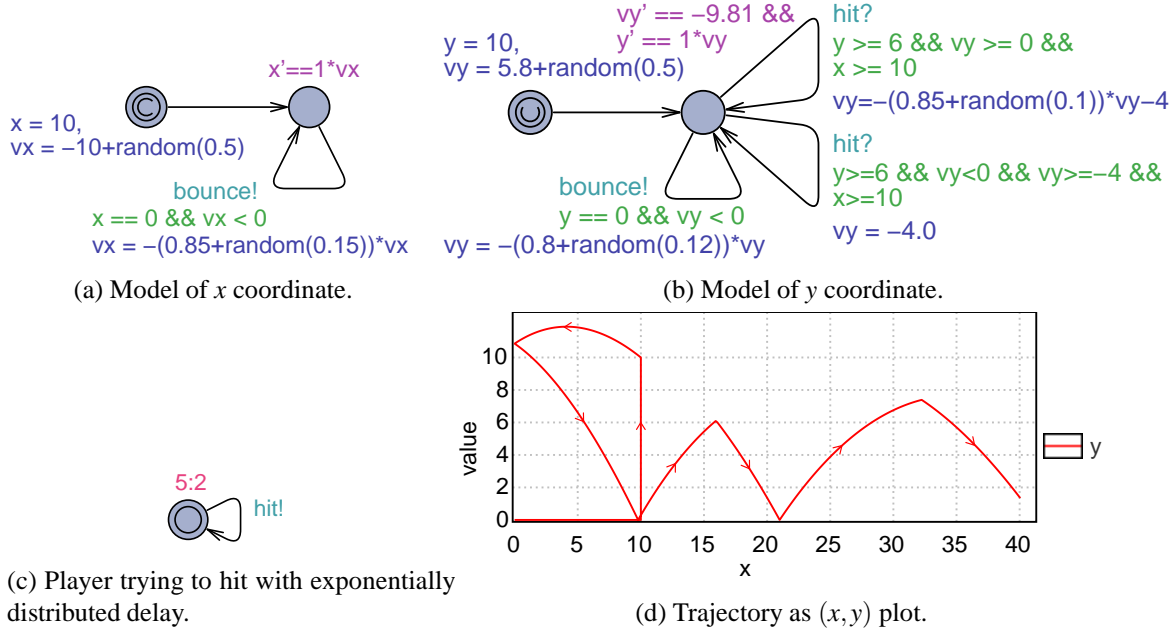 x'==1*vx
x = 10,
vx = −10+random(0.5)
bounce!
x == 0 && vx < 0
vx = −(0.85+random(0.15))*vx
(a) Model of x coordinate.
vy' == −9.81 &&
y' == 1*vy
y = 10,
vy = 5.8+random(0.5)
hit?
y >= 6 && vy >= 0 &&
x >= 10
vy=−(0.85+random(0.1))*vy−4
hit?
y>=6 && vy<0 && vy>=−4 &&
x>=10
vy = −4.0
bounce!
y == 0 && vy < 0
vy = −(0.8+random(0.12))*vy
(b) Model of y coordinate.
5:2
hit!
(c) Player trying to hit with exponentially
distributed delay.
value
10
8
6
4
2
0
0 5 10 15 20 25 30 35 40
x
y
(d) Trajectory as (x, y) plot.